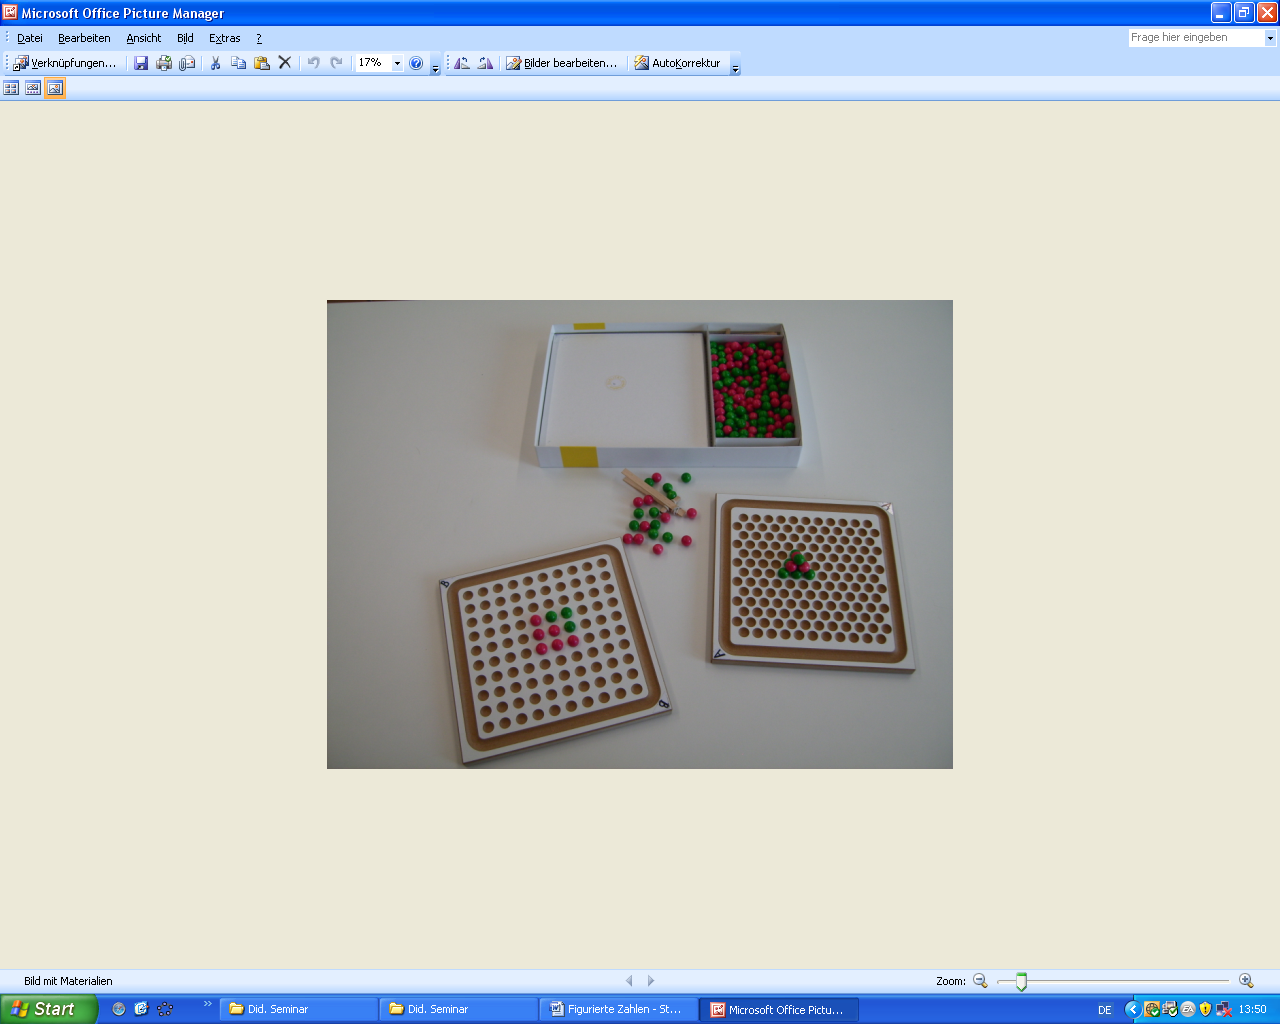 Microsoft Office Picture Manager
Datei Bearbeiten Ansicht Bild Extras ?
Frage hier eingeben
Verknüpfungen... 17% Bilder bearbeiten... AutoKorrektur
B
A
B
Bild mit Materialien
Zoom:
Start Did. Seminar Did. Seminar Figurierte Zahlen - St... Microsoft Office Pictu... DE 13:50